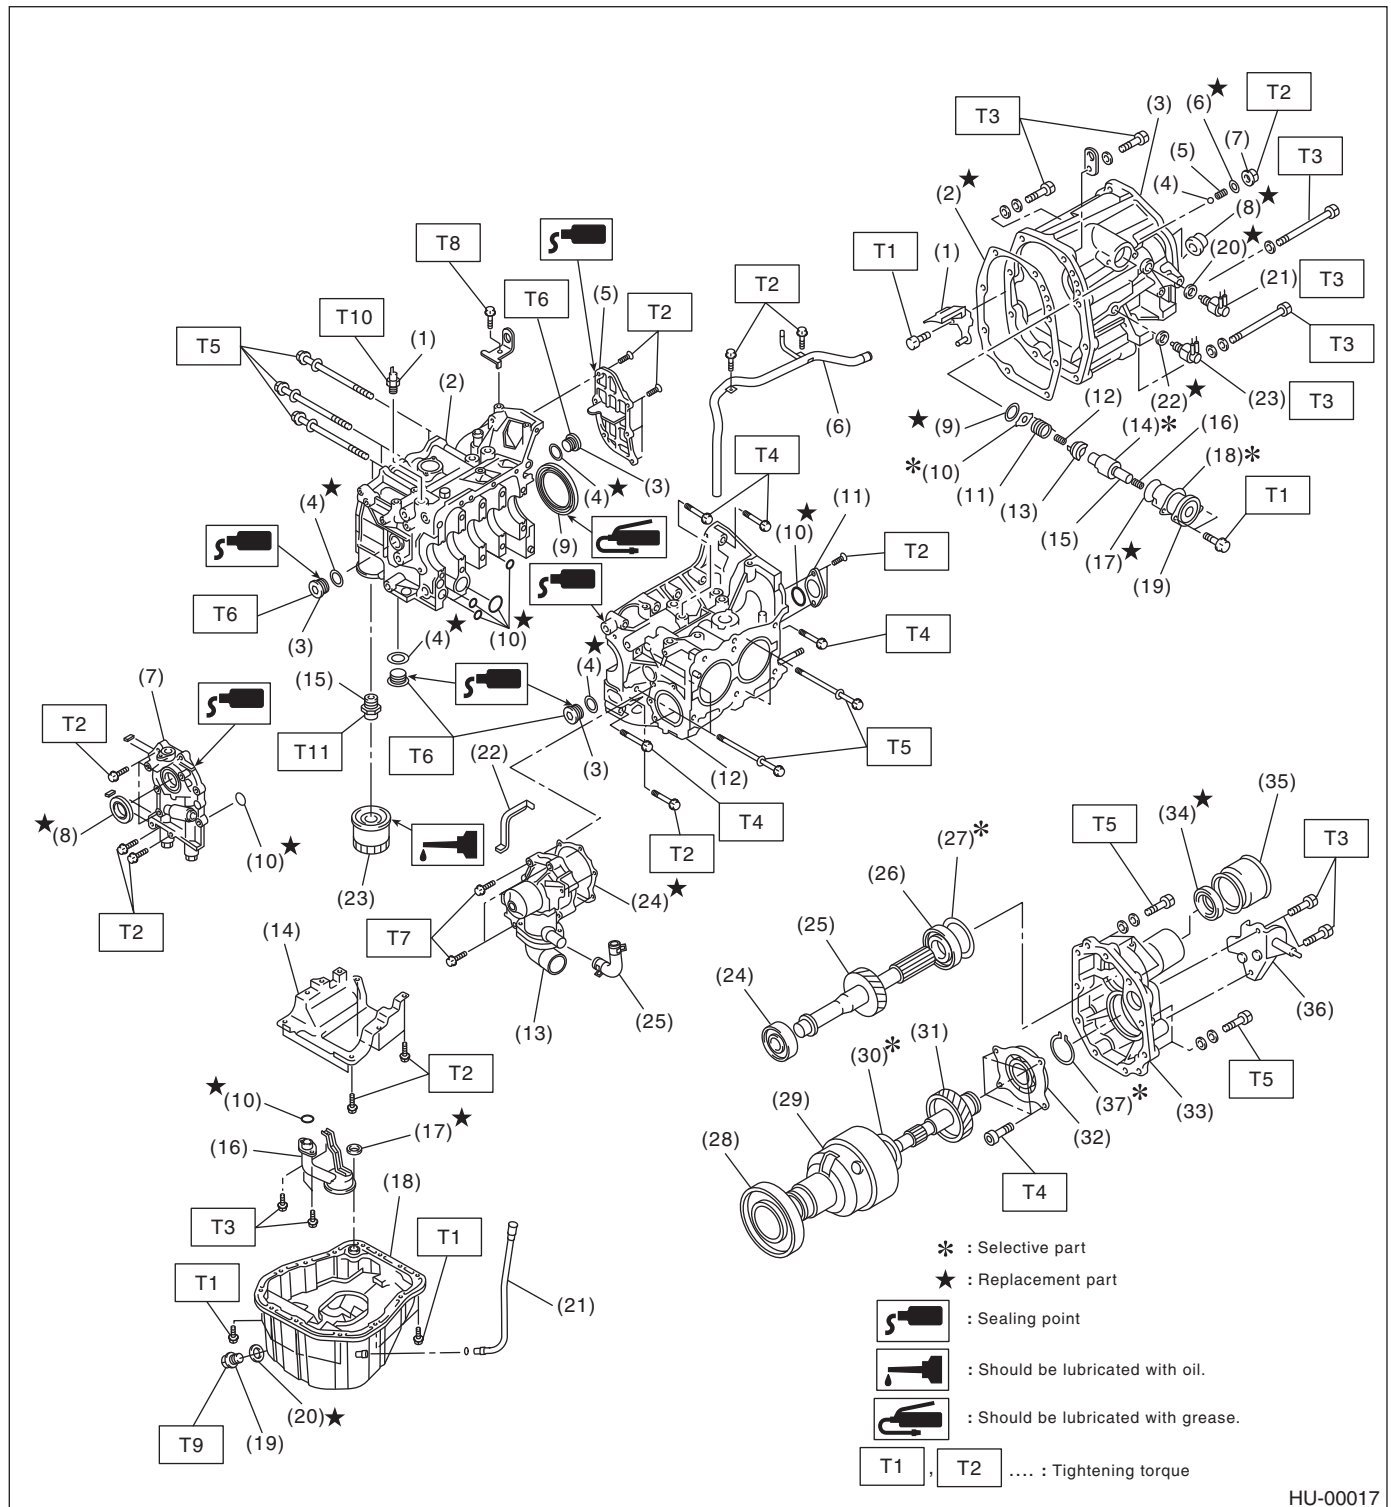 T3
(6)★
T2
(3)
(7)
(5)
T3
(4)
(2)★
(8)★
T8
(20)★
T1
(1)
T2
(21)
T3
T6
(5)
T2
T10
(1)
T5
(2)
T3
(12)
(22)★
(23)
T3
(6)
★(9)
(14)*
(16)
*(10)
(18)*
T4
(4)★
(3)
(11)
(13)
T1
(4)★
(11)
(15)
(10)★
(17)★
(9)
T2
(19)
T6
(3)
(10)★
(4)★
T4
★
(4)
(7)
(15)
T2
T11
T6
(22)
(3)
(12)
T5
★(8)
(10)★
T4
(35)
(34)★
T2
T5
T3
(27)*
(23)
(24)★
(26)
T2
T7
(14)
(25)
(24)
(36)
(13)
(25)
(31)
(30)*
T2
T5
★(10)
(29)
(37)*
(33)
(17)★
(32)
(16)
(28)
(18)
T4
T3
T1
* : Selective part
T1
★ : Replacement part
(21)
: Sealing point
: Should be lubricated with oil.
(20)★
: Should be lubricated with grease.
T9
(19)
T1 , T2 .... : Tightening torque
HU-00017